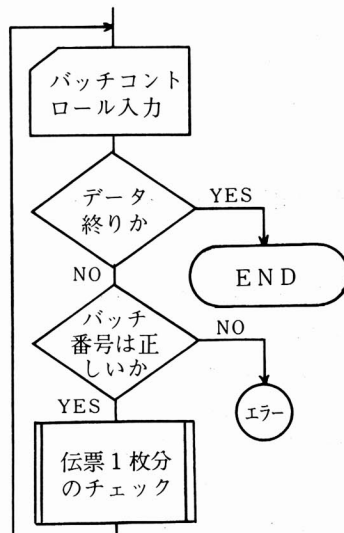 バッチコント
ロール入力
データ
終りか
YES
NO
END
バッチ
番号は正
しいか
NO
YES
エラー
伝票1枚分
のチェック